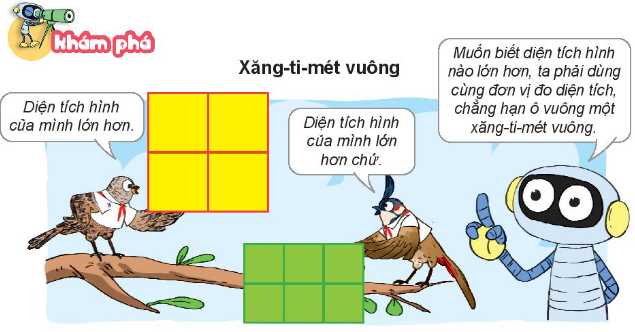 khám phá
Xăng-ti-mét vuông
Diện tích hình
của mình lớn hơn.
Diện tích hình
của mình lớn
hơn chứ.
Muốn biết diện tích hình
nào lớn hơn, ta phải dùng
cùng đơn vị đo diện tích,
chẳng hạn ô vuông một
xăng-ti-mét vuông.